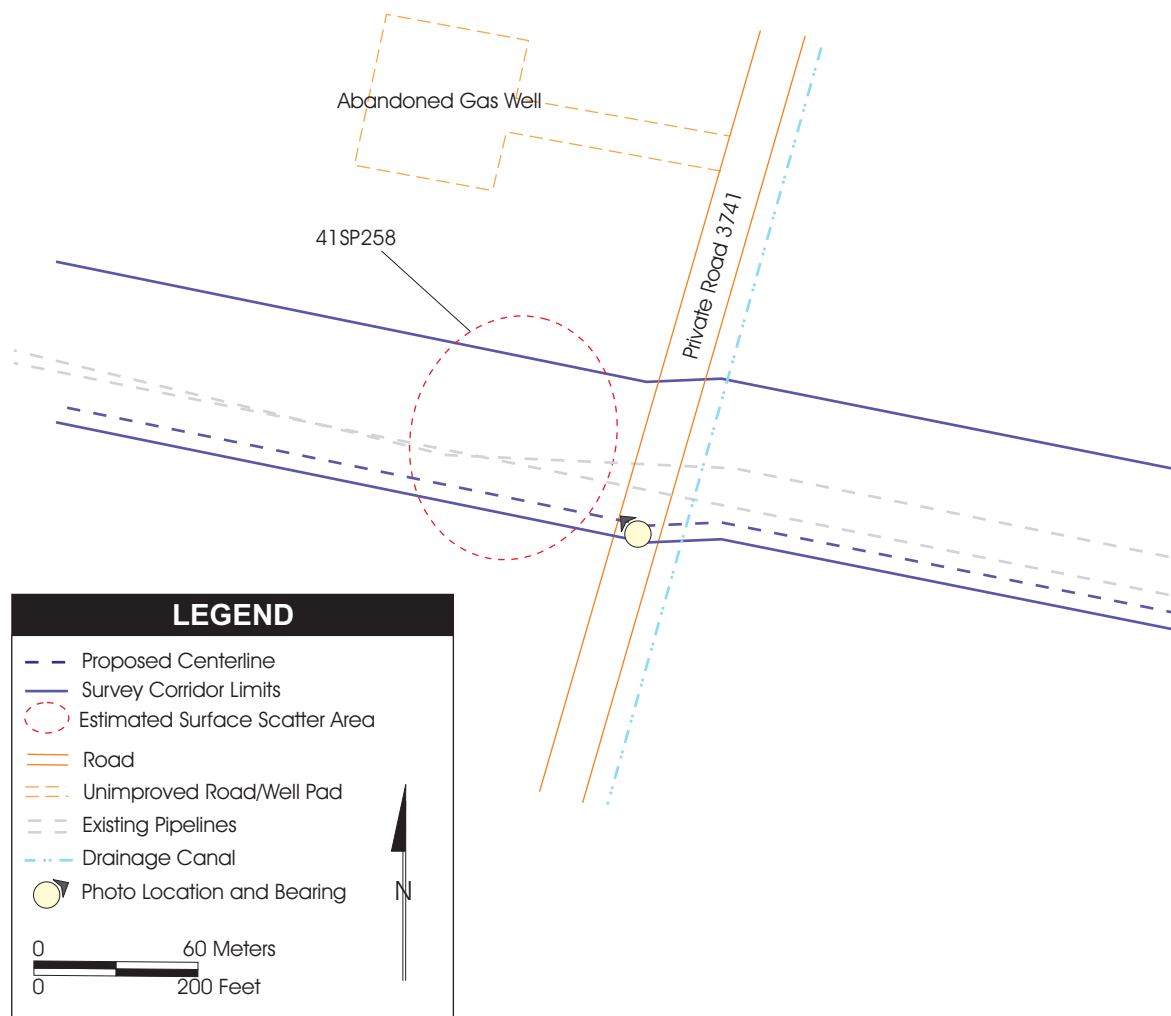 Abandoned Gas Well
Private Road 3741
41SP258
LEGEND
Proposed Centerline
Survey Corridor Limits
Estimated Surface Scatter Area
Road
Unimproved Road/Well Pad
Existing Pipelines
Drainage Canal
Photo Location and Bearing
N
0 60 Meters
0 200 Feet